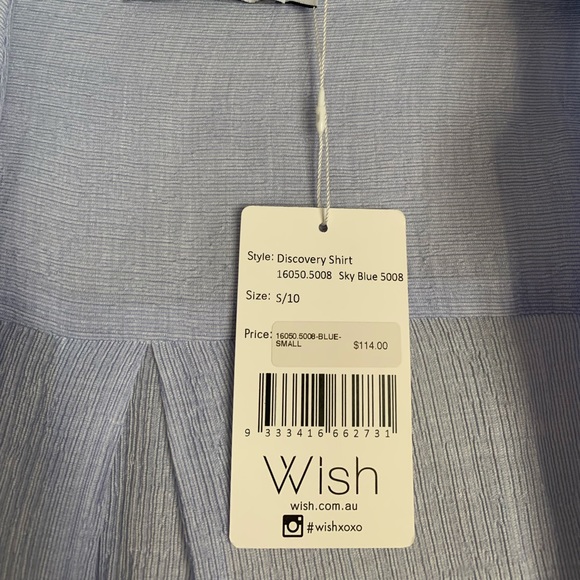 Style: Discovery Shirt
16050.5008 Sky Blue 5008
Size: S/10
Price: 16050.5008-BLUE-
SMALL $114.00
9 333416 662731
Wish
wish.com.au
#wishxoxo